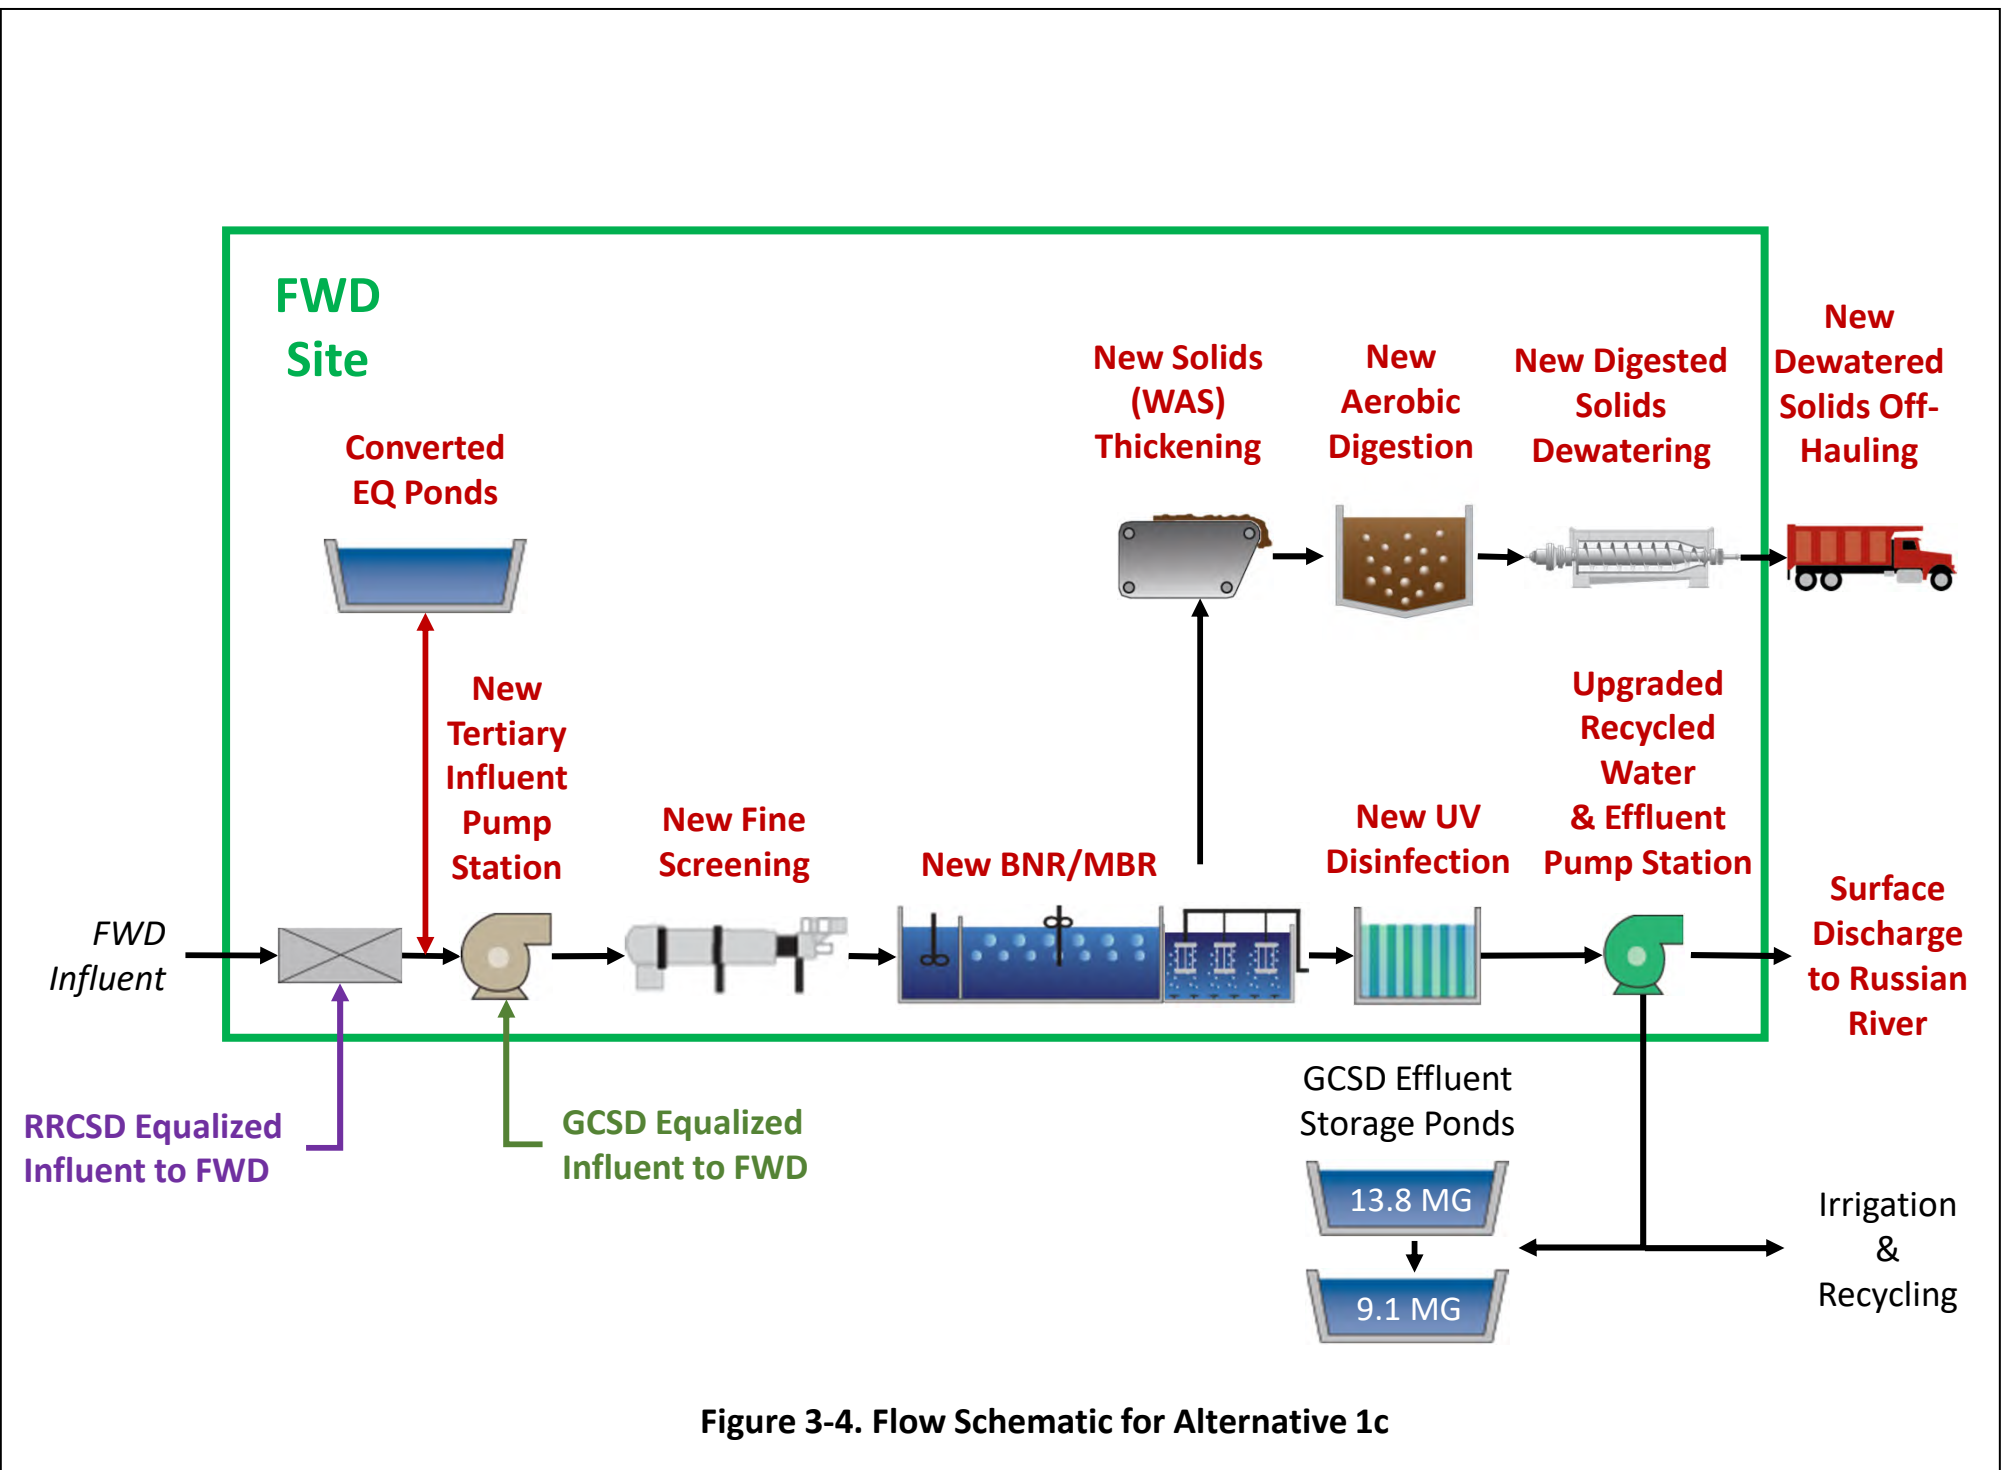 FWD
Site
Converted
EQ Ponds
New
Tertiary
Influent
Pump
Station
New Fine
Screening
New BNR/MBR
New Solids
(WAS)
Thickening
New
Aerobic
Digestion
New Digested
Solids
Dewatering
New
Dewatered
Solids Off-
Hauling
New UV
Disinfection
Upgraded
Recycled
Water
& Effluent
Pump Station
Surface
Discharge
to Russian
River
FWD
Influent
RRCSD Equalized
Influent to FWD
GCSD Equalized
Influent to FWD
GCSD Effluent
Storage Ponds
13.8 MG
9.1 MG
Irrigation
&
Recycling
Figure 3-4. Flow Schematic for Alternative 1c